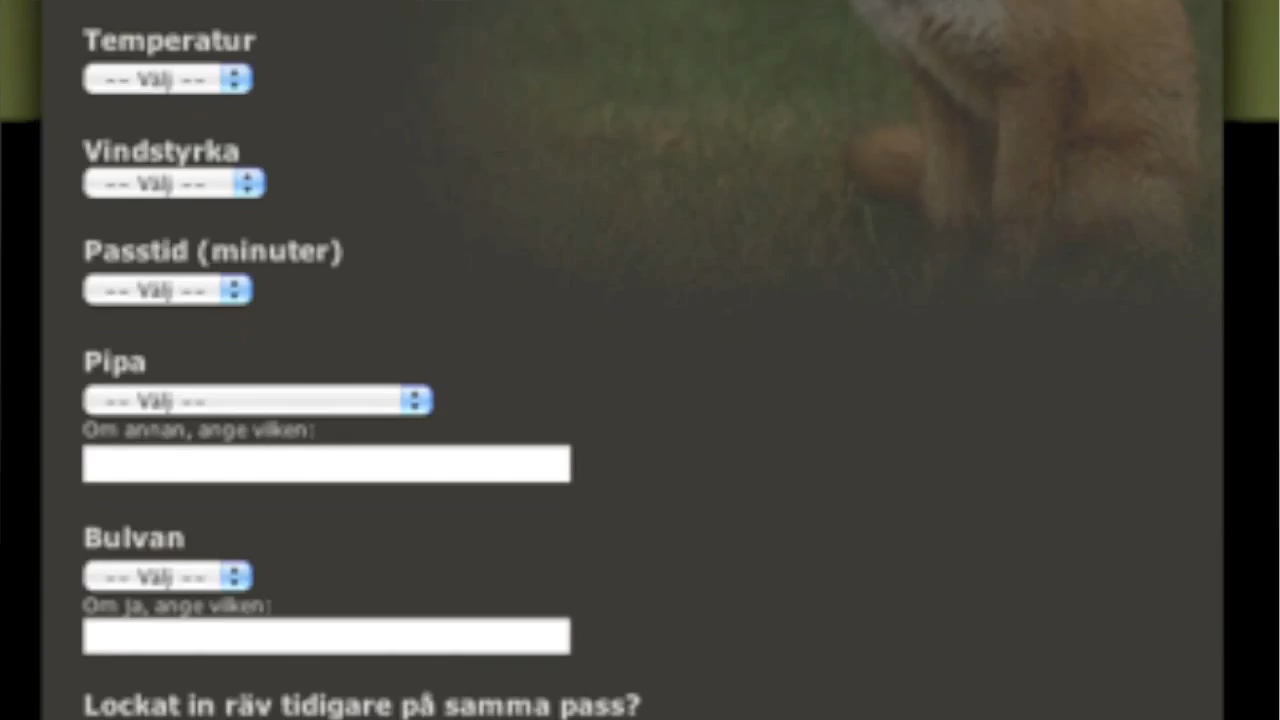 Temperatur
-- Välj --
Vindstyrka
-- Välj --
Passtid (minuter)
-- Välj --
Pipa
-- Välj --
Om annan, ange vilken:
Bulvan
-- Välj --
Om ja, ange vilken:
Lockat in räv tidigare på samma pass?